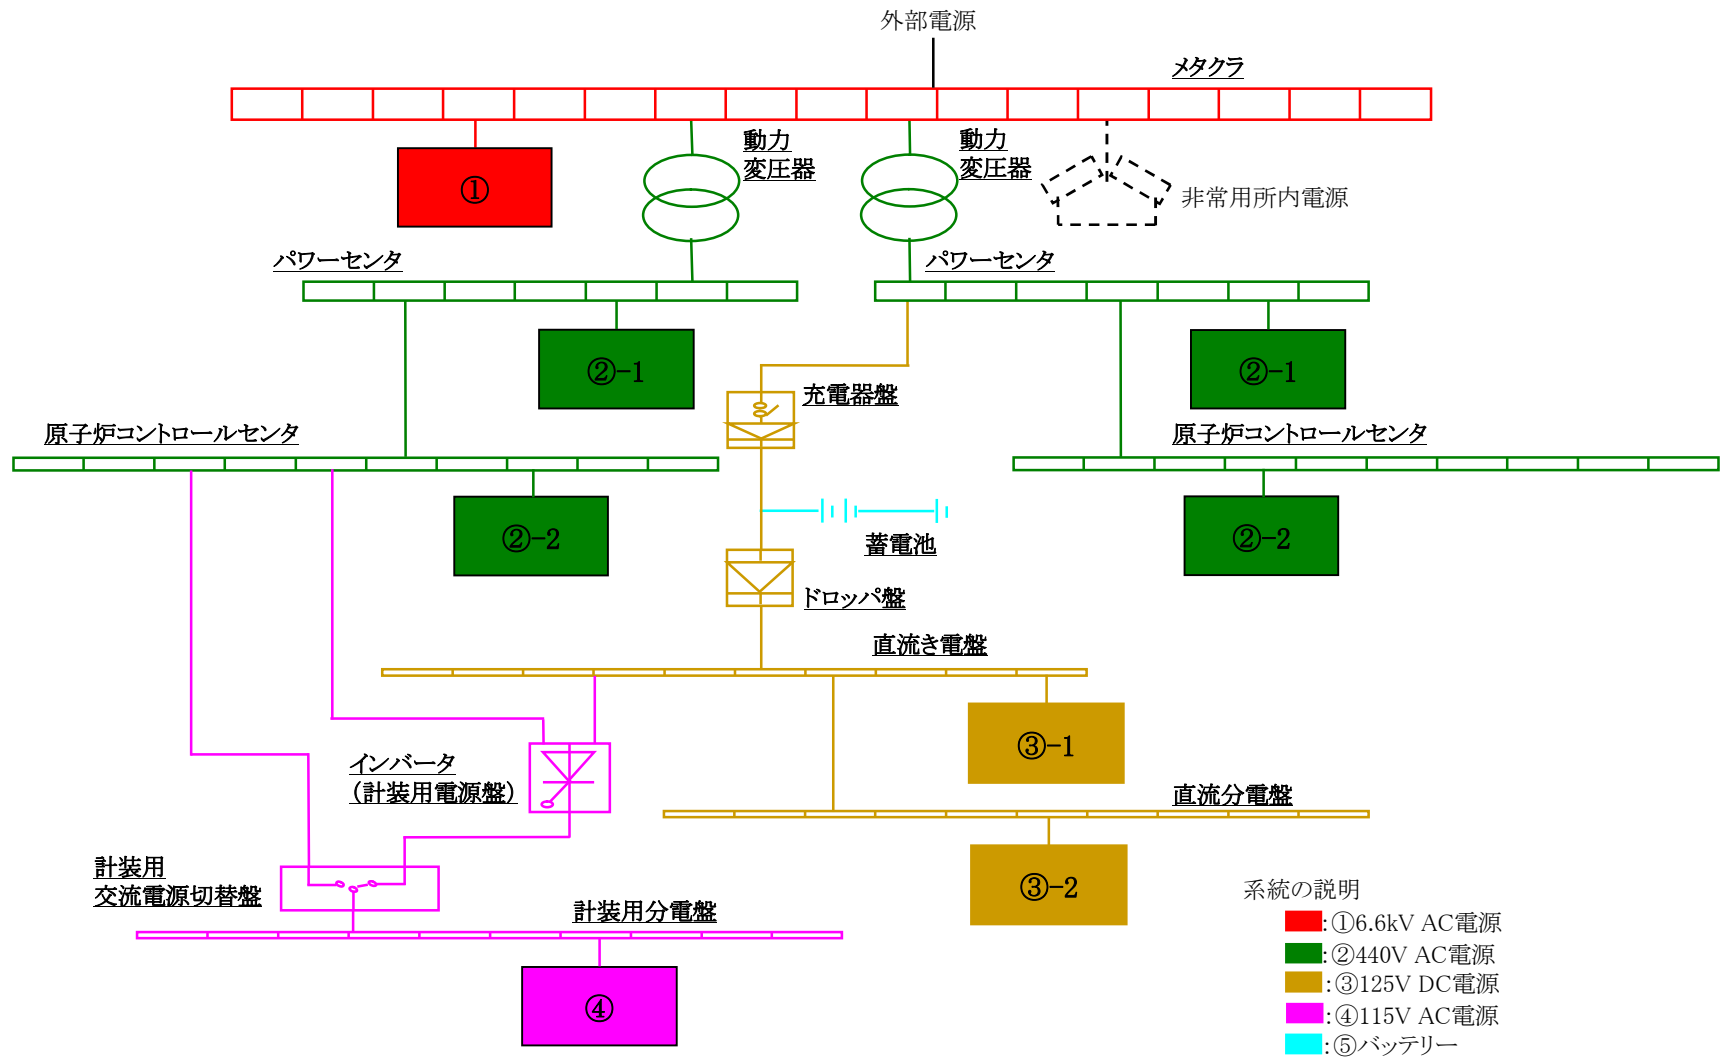 外部電源
メタクラ
動力
変圧器
動力
変圧器
①
非常用所内電源
パワーセンタ
パワーセンタ
②-1
②-1
充電器盤
原子炉コントロールセンタ
原子炉コントロールセンタ
②-2
②-2
蓄電池
ドロッパ盤
直流き電盤
③-1
インバータ
(計装用電源盤)
直流分電盤
計装用
交流電源切替盤
③-2
計装用分電盤
④
系統の説明
:①6.6kV AC電源
:②440V AC電源
:③125V DC電源
:④115V AC電源
:⑤バッテリー